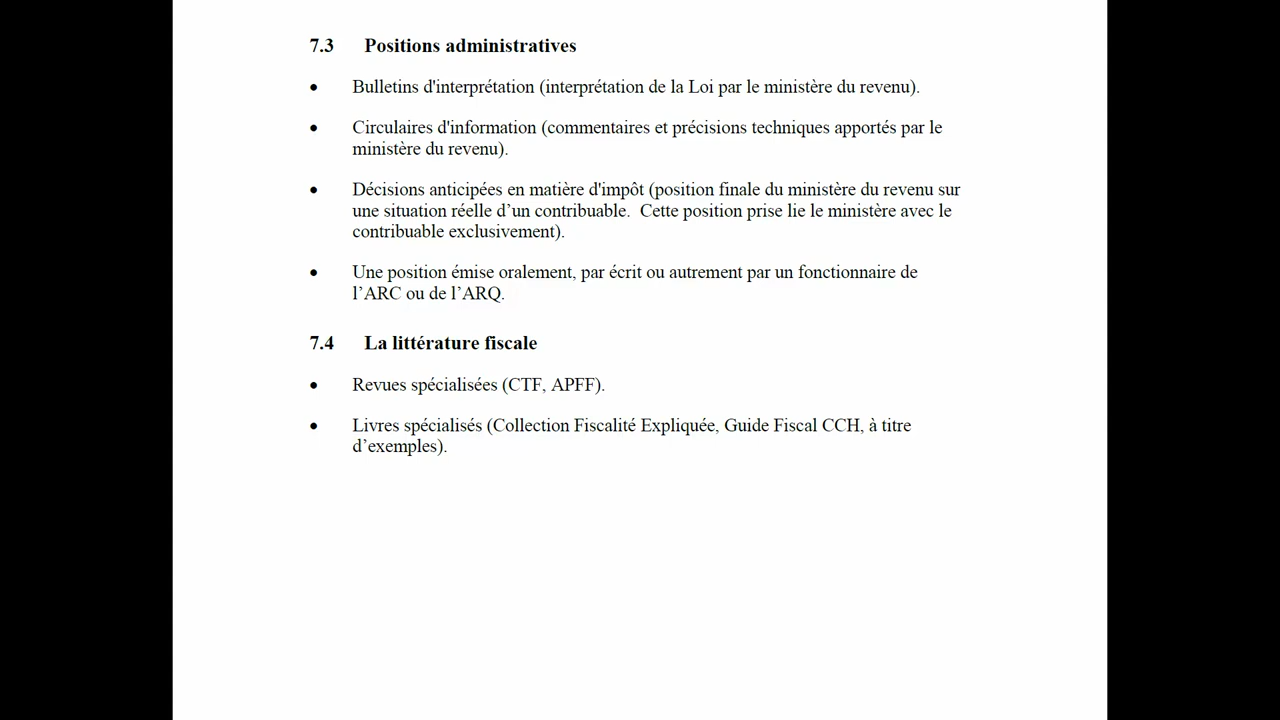 7.3 Positions administratives
• Bulletins d'interprétation (interprétation de la Loi par le ministère du revenu).
• Circulaires d'information (commentaires et précisions techniques apportés par le
ministère du revenu).
• Décisions anticipées en matière d'impôt (position finale du ministère du revenu sur
une situation réelle d’un contribuable.  Cette position prise lie le ministère avec le
contribuable exclusivement).
• Une position émise oralement, par écrit ou autrement par un fonctionnaire de
l’ARC ou de l’ARQ.
7.4 La littérature fiscale
• Revues spécialisées (CTF, APFF).
• Livres spécialisés (Collection Fiscalité Expliquée, Guide Fiscal CCH, à titre
d’exemples).